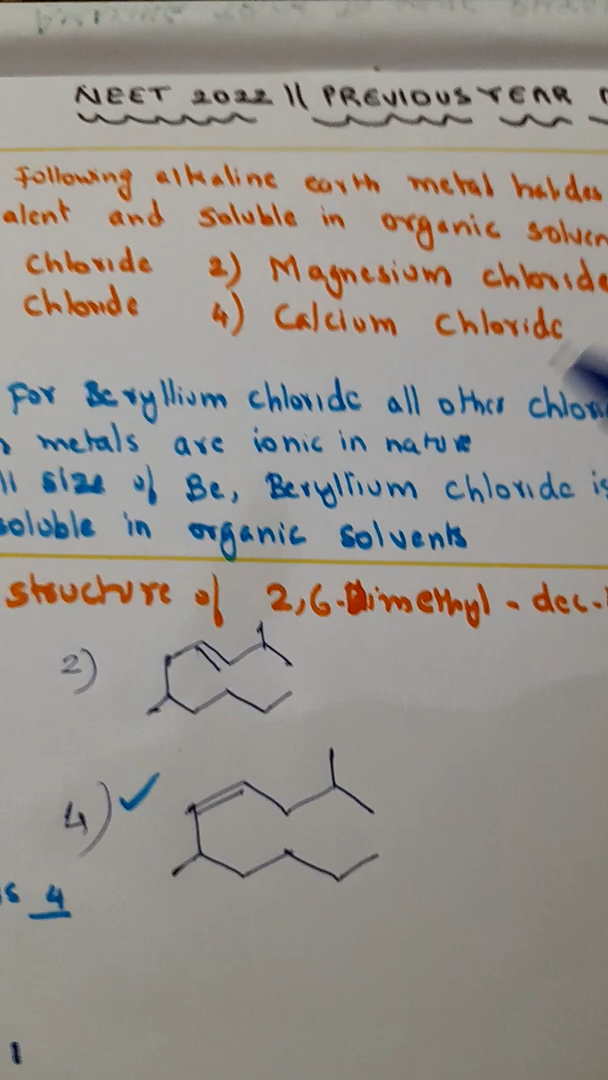 NEET 2022 || PREVIOUS YEAR
Following alkaline earth metal halides
alent and soluble in organic solven
chloride 2) Magnesium chloride
chloride 4) Calcium chloride
For Beryllium chloride all other chlori
metals are ionic in nature
ll size of Be, Beryllium chloride is
soluble in organic solvents
structure of 2,6-Dimethyl-dec-
2)
4) ✓
s 4
1